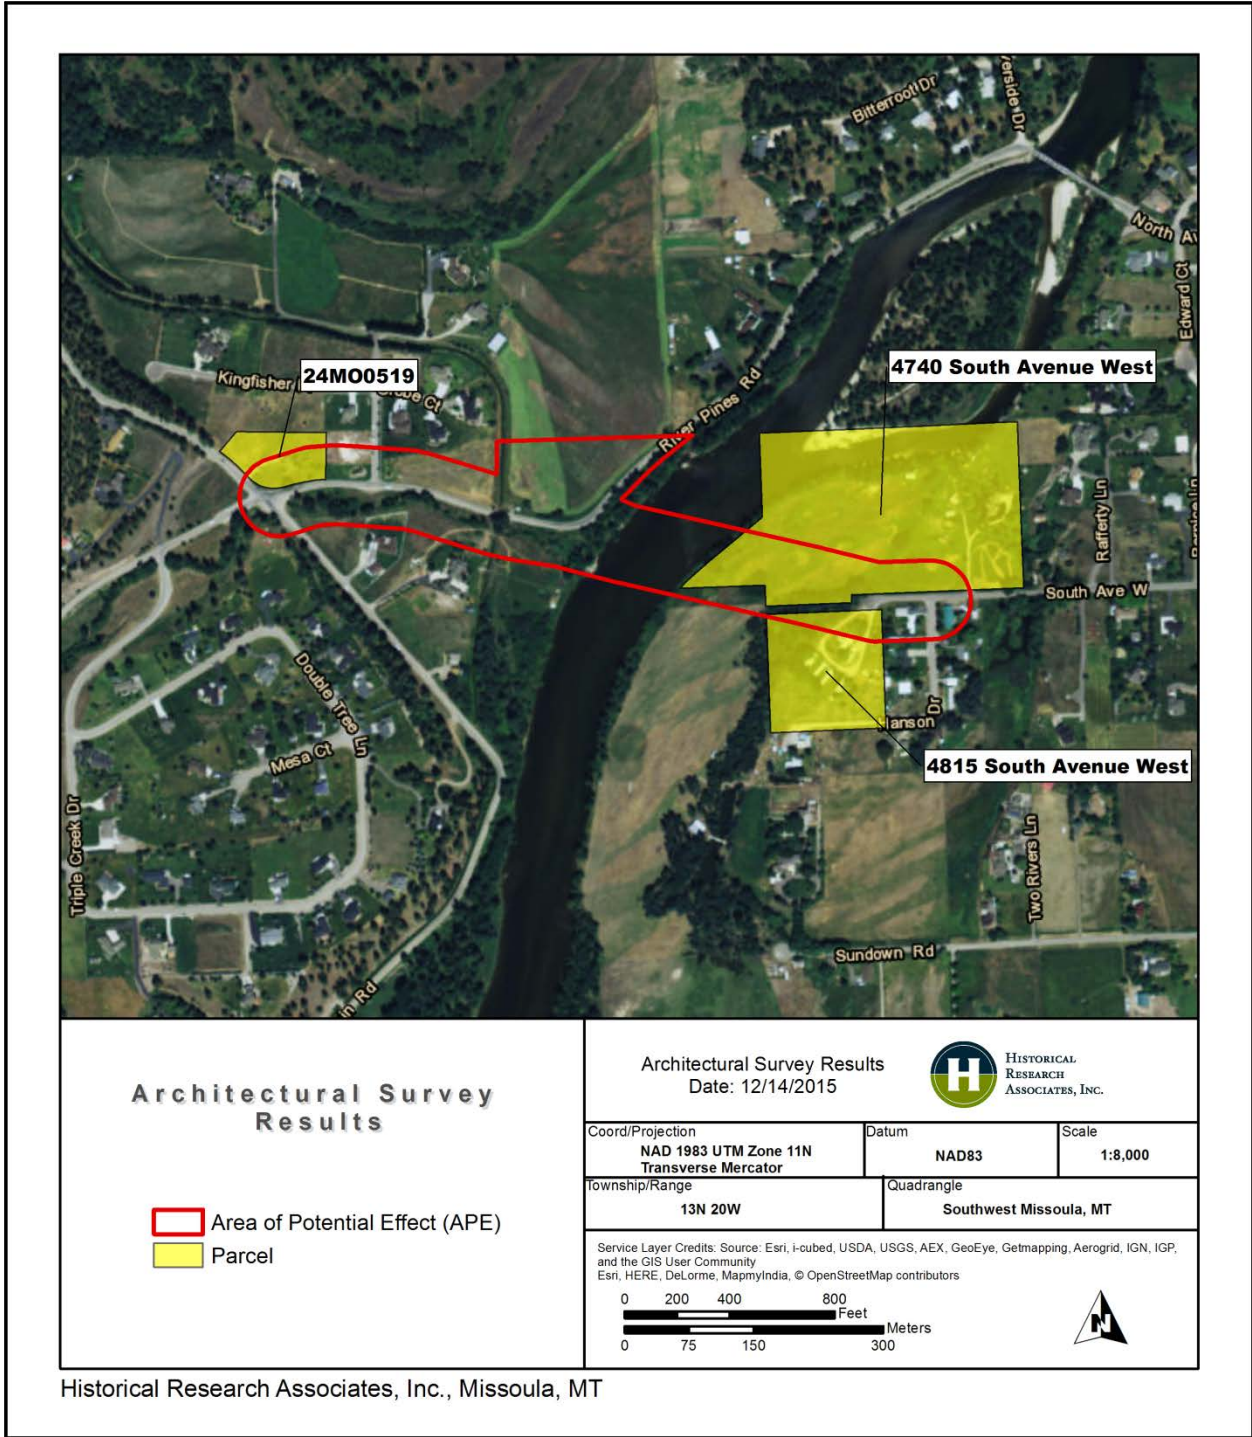 Bitterroot Dr
erside Dr
North Av
Edward Ct
24MO0519
Kingfisher
Ct
River Pines Rd
4740 South Avenue West
Rafferty Ln
South Ave W
Double Tree Ln
Mesa Ct
Hanson Dr
4815 South Avenue West
Triple Creek Dr
Two Rivers Ln
Sundown Rd
in Rd
Architectural Survey
Results
Area of Potential Effect (APE)
Parcel
Architectural Survey Results
Date: 12/14/2015
H
HISTORICAL
RESEARCH
ASSOCIATES, INC.
Coord/Projection
NAD 1983 UTM Zone 11N
Transverse Mercator
Datum
NAD83
Scale
1:8,000
Township/Range
13N 20W
Quadrangle
Southwest Missoula, MT
Service Layer Credits: Source: Esri, i-cubed, USDA, USGS, AEX, GeoEye, Getmapping, Aerogrid, IGN, IGP,
and the GIS User Community
Esri, HERE, DeLorme, MapmyIndia, © OpenStreetMap contributors
0 200 400 800
Feet
Meters
0 75 150 300
N
Historical Research Associates, Inc., Missoula, MT